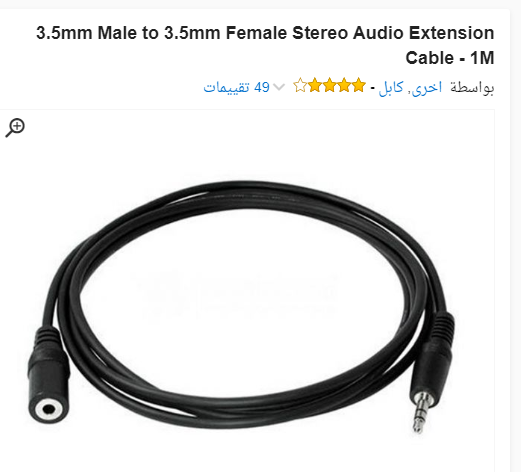 3.5mm Male to 3.5mm Female Stereo Audio Extension
Cable - 1M
بواسطة اخرى, كابل - 49 تقييمات